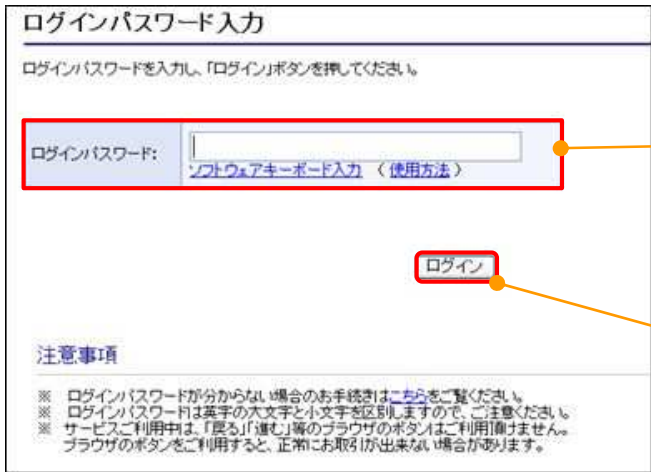 ログインパスワード入力
ログインパスワードを入力し、「ログイン」ボタンを押してください。
ログインパスワード:
ソフトウェアキーボード入力 (使用方法)
ログイン
注意事項
※ ログインパスワードが分からない場合のお手続きはこちらをご覧ください。
※ ログインパスワードは英字の大文字と小文字を区別しますので、ご注意ください。
※ サービスご利用中は、「戻る」「進む」等のブラウザのボタンはご利用頂けません。
ブラウザのボタンをご利用すると、正常にお取引が出来ない場合があります。